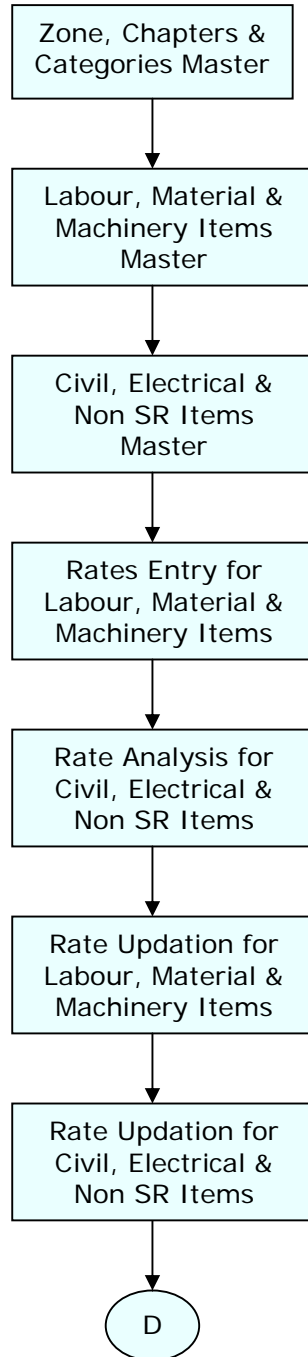 Zone, Chapters &
Categories Master
Labour, Material &
Machinery Items
Master
Civil, Electrical &
Non SR Items
Master
Rates Entry for
Labour, Material &
Machinery Items
Rate Analysis for
Civil, Electrical &
Non SR Items
Rate Updation for
Labour, Material &
Machinery Items
Rate Updation for
Civil, Electrical &
Non SR Items
D